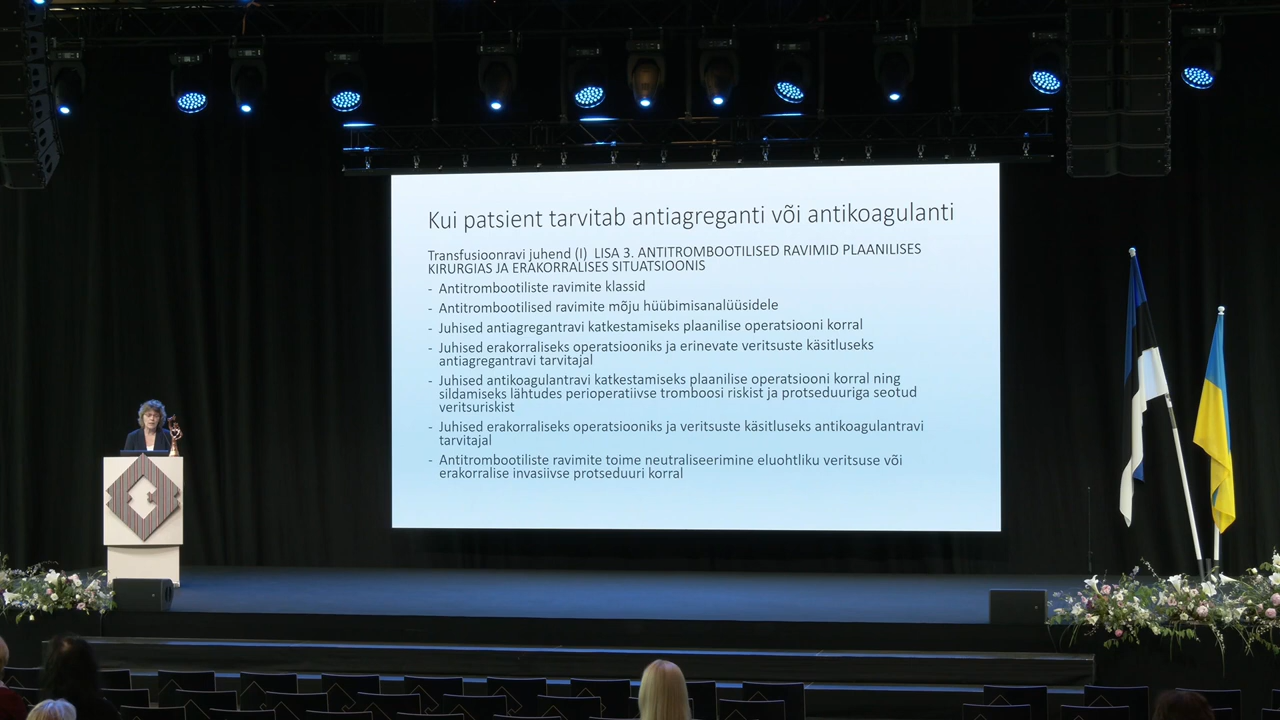 Kui patsient tarvitab antiagreganti või antikoagulanti
Transfusioonravi juhend (I) LISA 3. ANTITROMBOOTILISED RAVIMID PLAANILISES
KIRURGIAS JA ERAKORRALISES SITUATSIOONIS
- Antitrombootiliste ravimite klassid
- Antitrombootilised ravimite mõju hüübimisanalüüsidele
- Juhised antiagregantravi katkestamiseks plaanilise operatsiooni korral
- Juhised erakorraliseks operatsiooniks ja erinevate veritsuste käsitluseks
antiagregantravi tarvitajal
- Juhised antikoagulantravi katkestamiseks plaanilise operatsiooni korral ning
sildamiseks lähtudes perioperatiivse tromboosi riskist ja protseduuriga seotud
veritsuriskist
- Juhised erakorraliseks operatsiooniks ja veritsuste käsitluseks antikoagulantravi
tarvitajal
- Antitrombootiliste ravimite toime neutraliseerimine eluohtliku veritsuse või
erakorralise invasiivse protseduuri korral